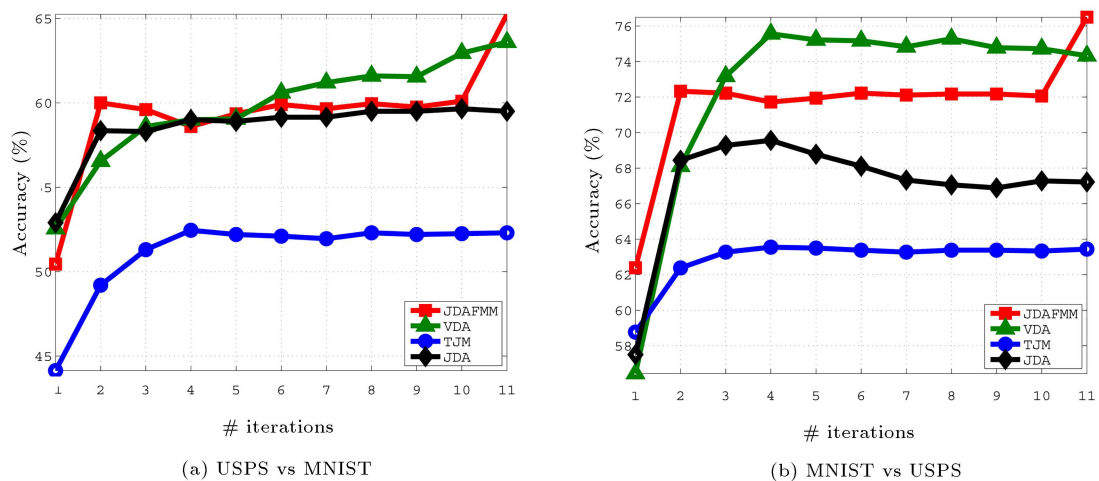 65
60
55
50
45
Accuracy (%)
JDAFMM
VDA
TJM
JDA
1 2 3 4 5 6 7 8 9 10 11
# iterations
(a) USPS vs MNIST
76
74
72
70
68
66
64
62
60
58
Accuracy (%)
JDAFMM
VDA
TJM
JDA
1 2 3 4 5 6 7 8 9 10 11
# iterations
(b) MNIST vs USPS